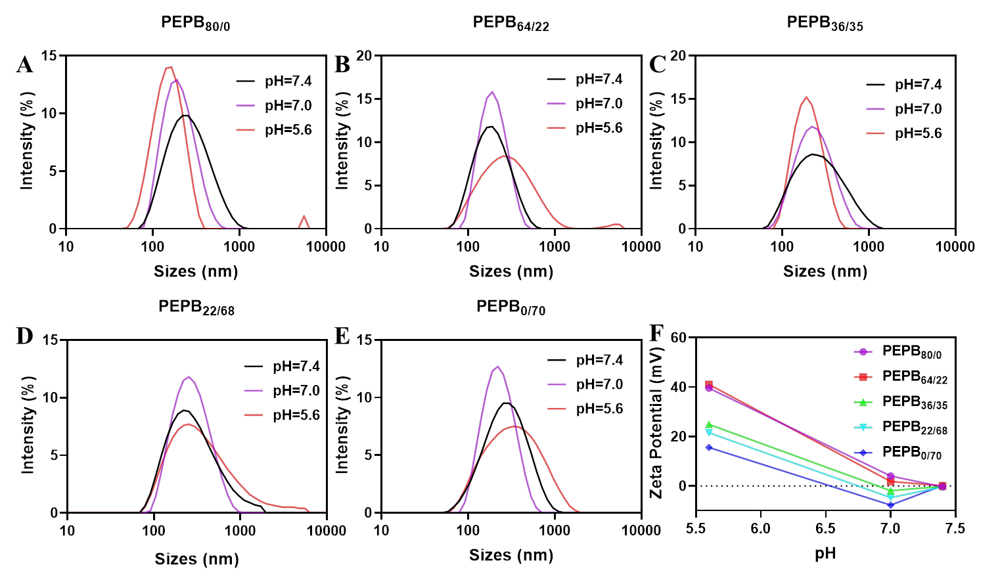 PEPB80/0
A
15
10
5
0
Intensity (%)
pH=7.4
pH=7.0
pH=5.6
10 100 1000 10000
Sizes (nm)
PEPB64/22
B
20
15
10
5
0
Intensity (%)
pH=7.4
pH=7.0
pH=5.6
10 100 1000 10000
Sizes (nm)
PEPB36/35
C
20
15
10
5
0
Intensity (%)
pH=7.4
pH=7.0
pH=5.6
10 100 1000 10000
Sizes (nm)
PEPB22/68
D
15
10
5
0
Intensity (%)
pH=7.4
pH=7.0
pH=5.6
10 100 1000 10000
Sizes (nm)
PEPB0/70
E
15
10
5
0
Intensity (%)
pH=7.4
pH=7.0
pH=5.6
10 100 1000 10000
Sizes (nm)
F
60
40
20
0
Zeta Potential (mV)
PEPB80/0
PEPB64/22
PEPB36/35
PEPB22/68
PEPB0/70
5.5 6.0 6.5 7.0 7.5
pH